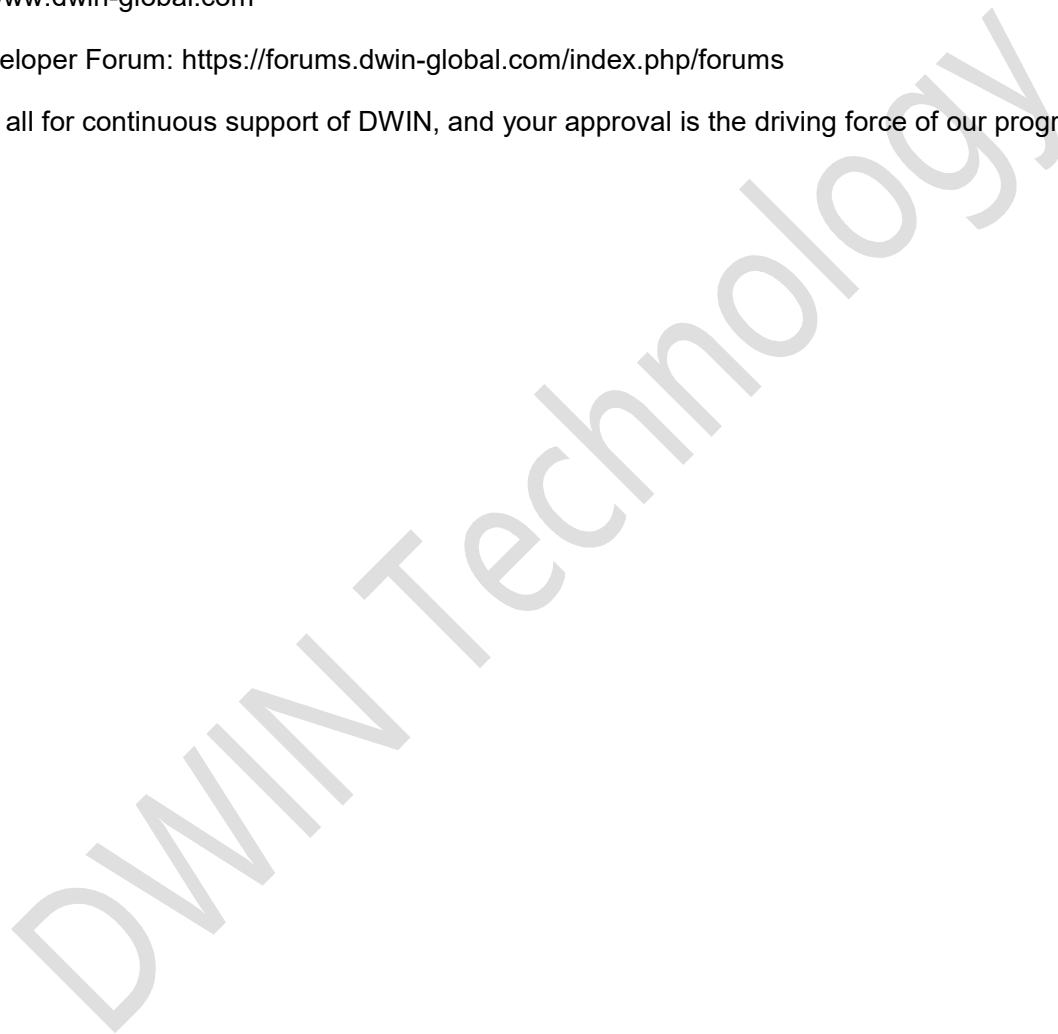 www.dwin-global.com
eloper Forum: https://forums.dwin-global.com/index.php/forums
all for continuous support of DWIN, and your approval is the driving force of our progr
DWIN Technology